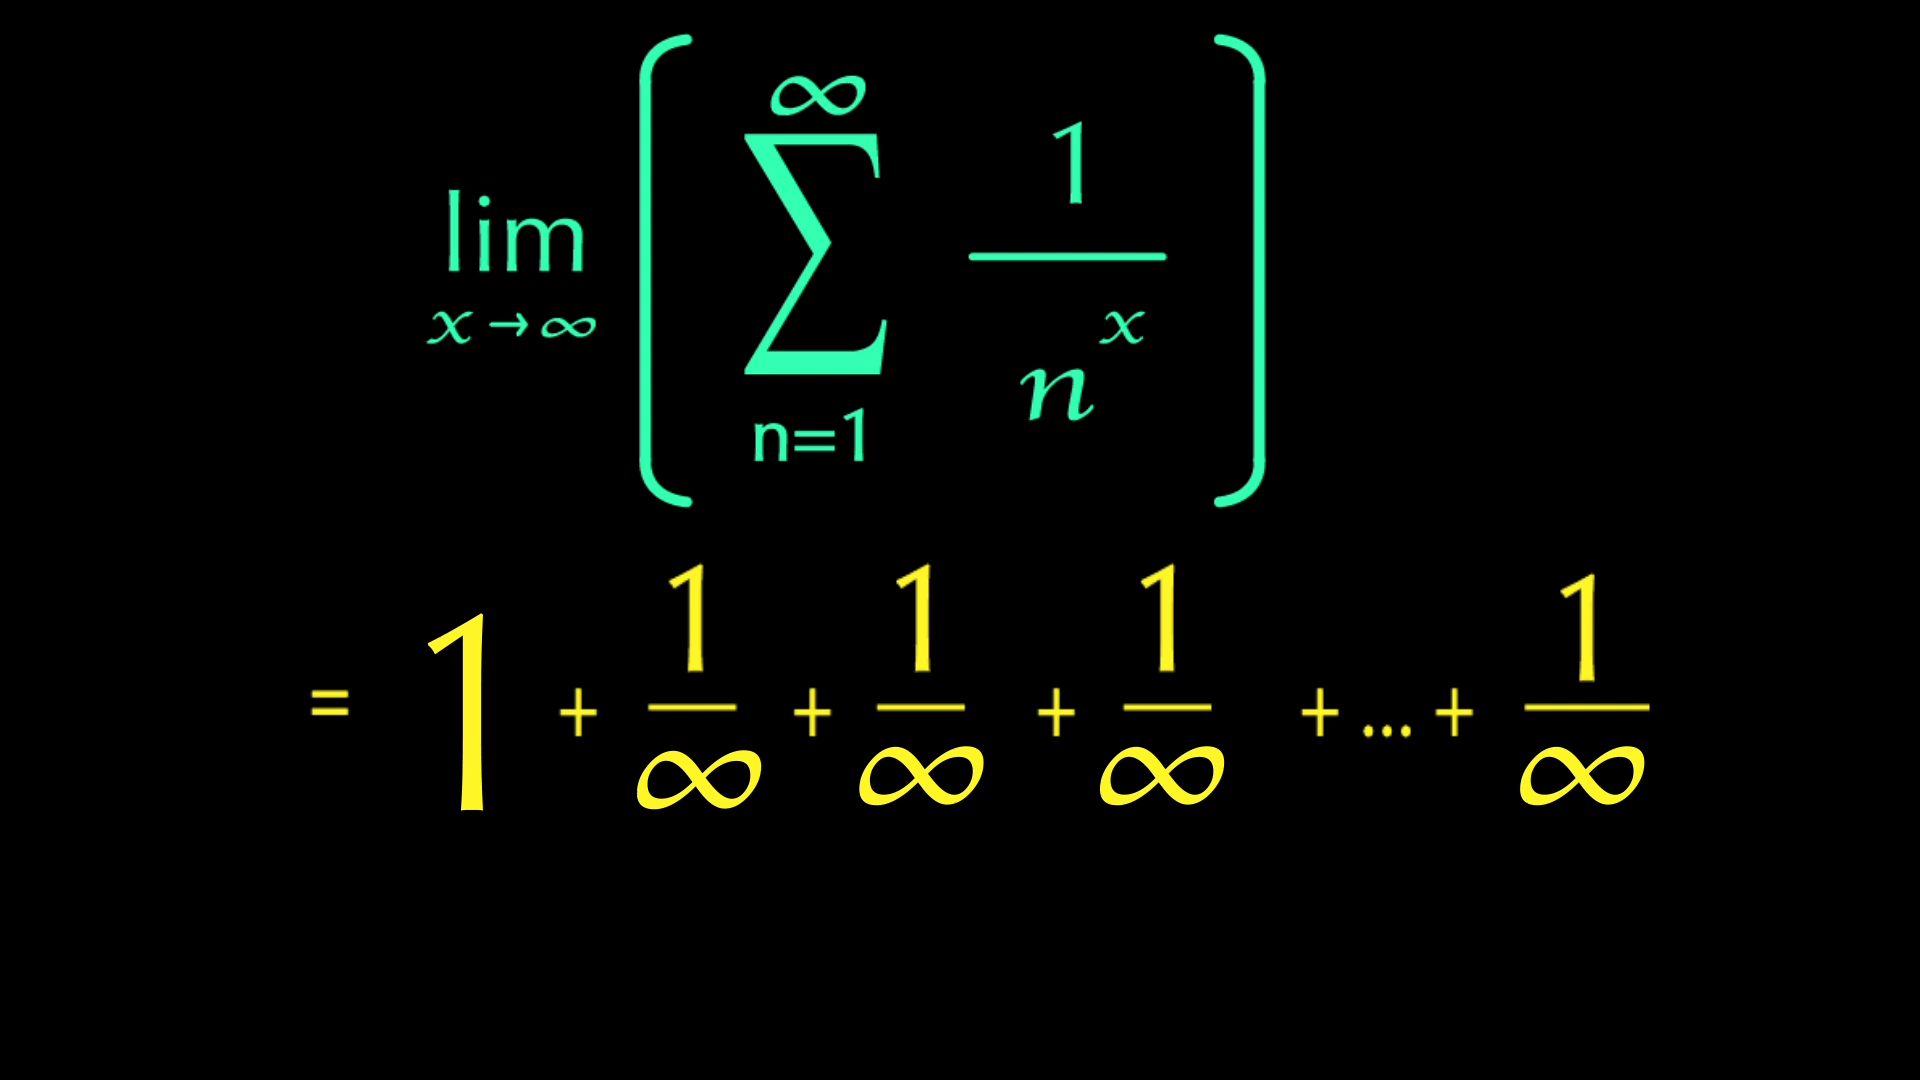 lim x→∞ ( ∞ ∑ n=1 1 / n^x )
= 1 + 1/∞ + 1/∞ + 1/∞ + ... + 1/∞